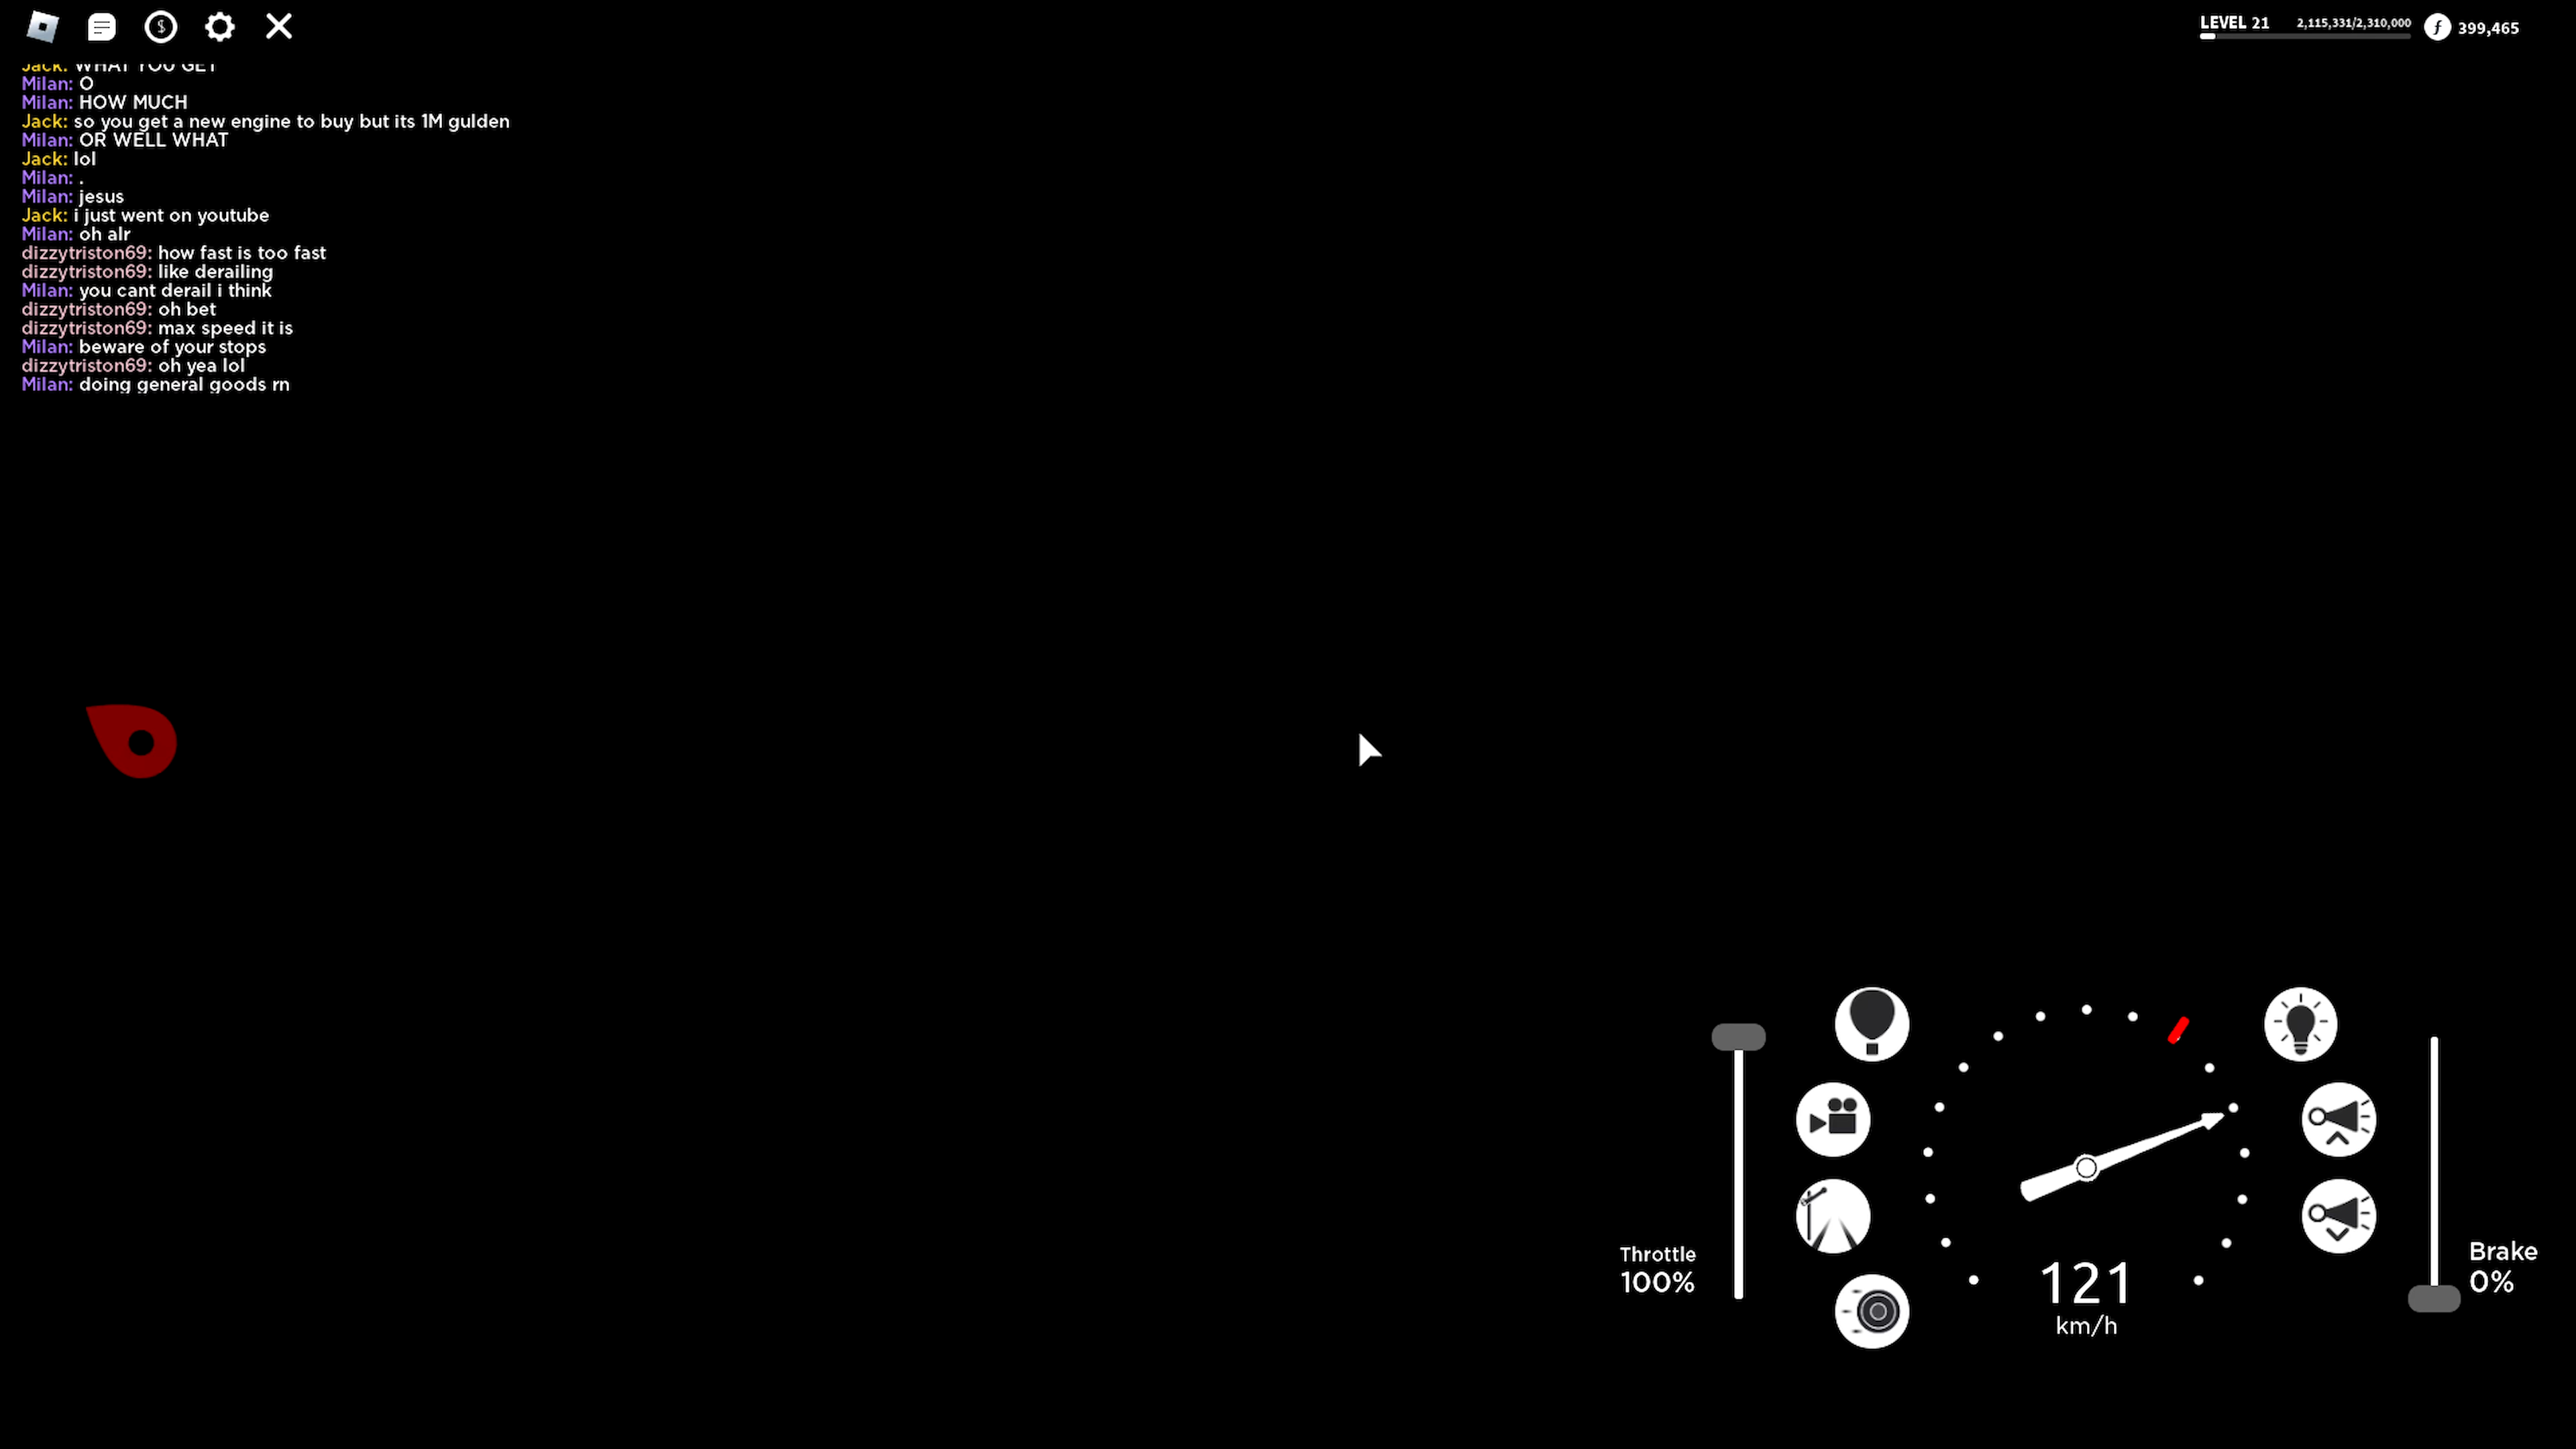 LEVEL 21 2,115,331/2,310,000 f 399,465
Jack: WHAT YOU GET
Milan: O
Milan: HOW MUCH
Jack: so you get a new engine to buy but its 1M gulden
Milan: OR WELL WHAT
Jack: lol
Milan: .
Milan: jesus
Jack: i just went on youtube
Milan: oh alr
dizzytriston69: how fast is too fast
dizzytriston69: like derailing
Milan: you cant derail i think
dizzytriston69: oh bet
dizzytriston69: max speed it is
Milan: beware of your stops
dizzytriston69: oh yea lol
Milan: doing general goods rn
Throttle
100%
121
km/h
Brake
0%